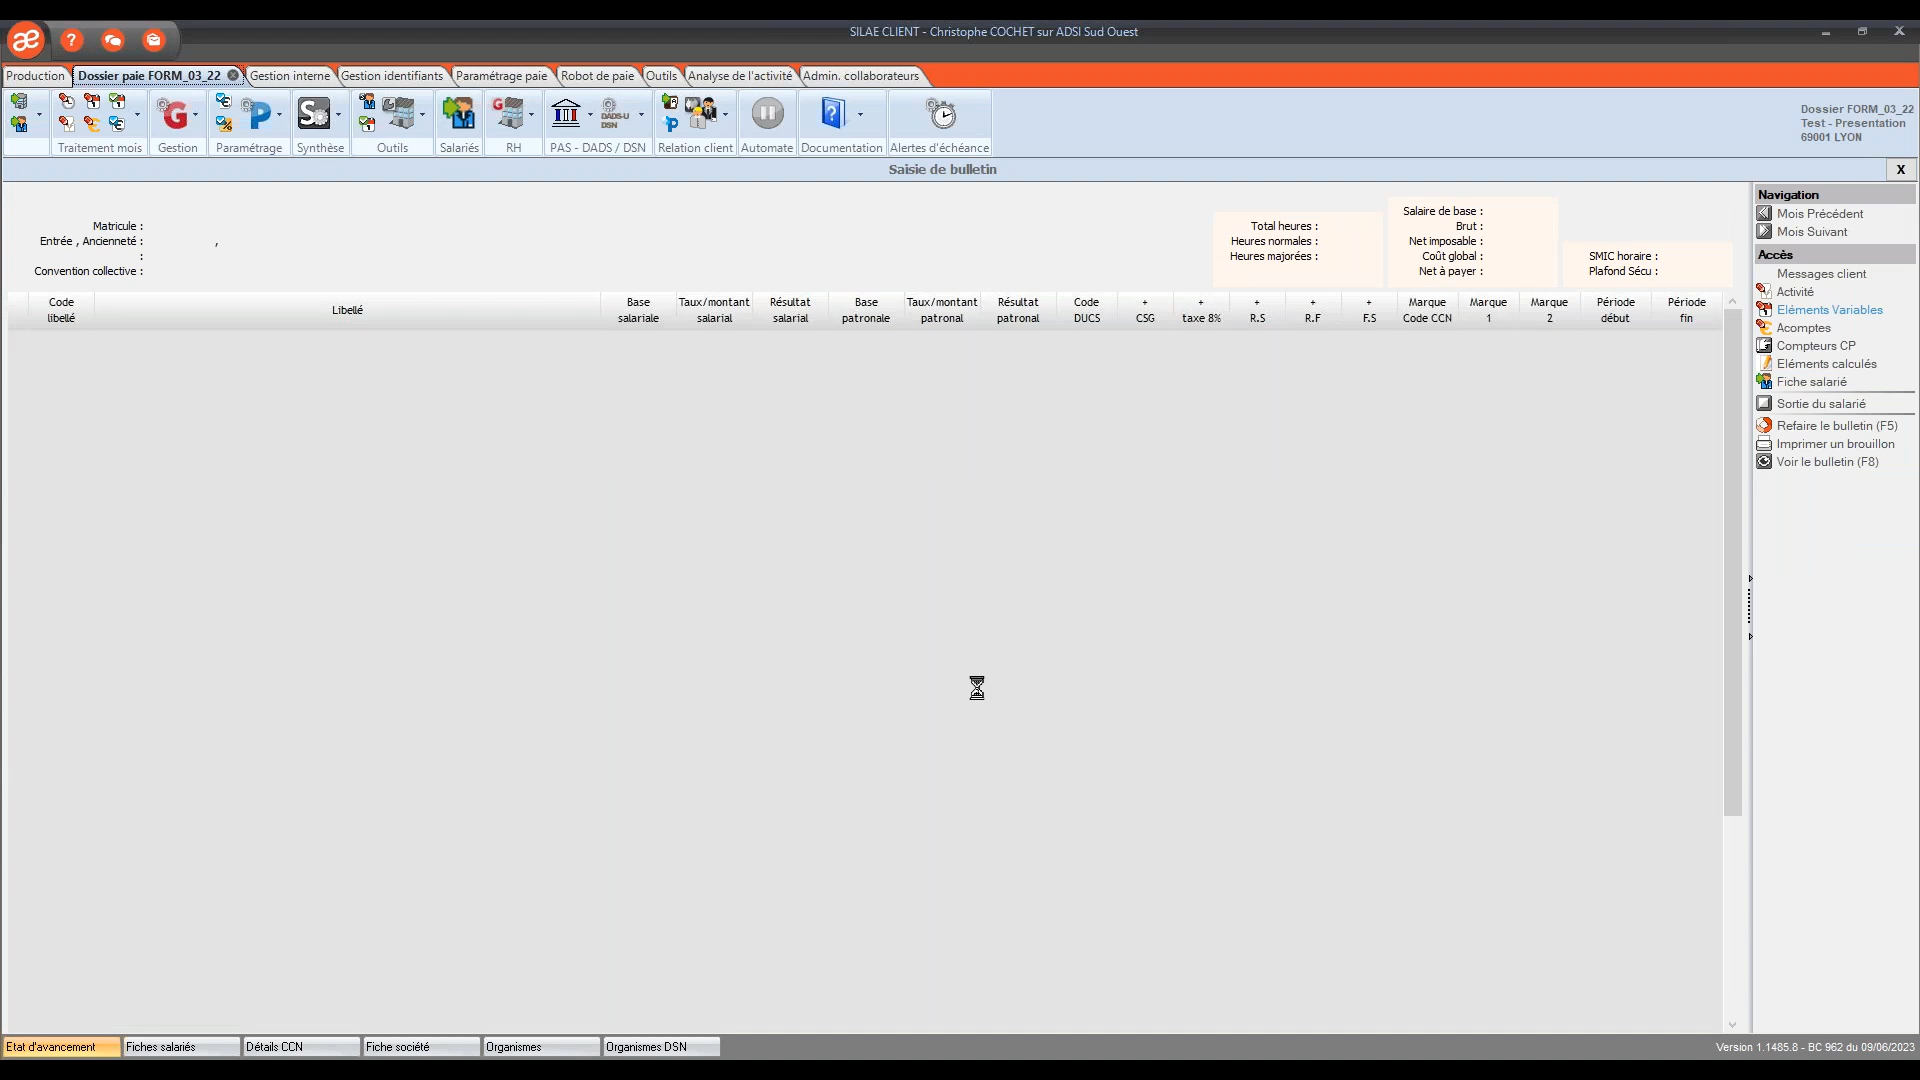 SILAE CLIENT - Christophe COCHET sur ADSI Sud Ouest
Production
Dossier paie FORM_03_22
Gestion interne
Gestion identifiants
Paramétrage paie
Robot de paie
Outils
Analyse de l'activité
Admin. collaborateurs
Traitement mois
Gestion
Paramétrage
Synthèse
Outils
Salariés
RH
DADS-U
DSN
PAS - DADS / DSN
Relation client
Automate
Documentation
Alertes d'échéance
Dossier FORM_03_22
Test - Presentation
69001 LYON
Saisie de bulletin
X
Matricule :
Entrée , Ancienneté : ,
:
Convention collective :
Total heures :
Heures normales :
Heures majorées :
Salaire de base :
Brut :
Net imposable :
Coût global :
Net à payer :
SMIC horaire :
Plafond Sécu :
Code libellé
Libellé
Base salariale
Taux/montant salarial
Résultat salarial
Base patronale
Taux/montant patronal
Résultat patronal
Code DUCS
+ CSG
+ taxe 8%
+ R.S
+ R.F
+ F.S
Marque Code CCN
Marque 1
Marque 2
Période début
Période fin
Navigation
Mois Précédent
Mois Suivant
Accès
Messages client
Activité
Eléments Variables
Acomptes
Compteurs CP
Eléments calculés
Fiche salarié
Sortie du salarié
Refaire le bulletin (F5)
Imprimer un brouillon
Voir le bulletin (F8)
Etat d'avancement
Fiches salariés
Détails CCN
Fiche société
Organismes
Organismes DSN
Version 1.1485.8 - BC 962 du 09/06/2023